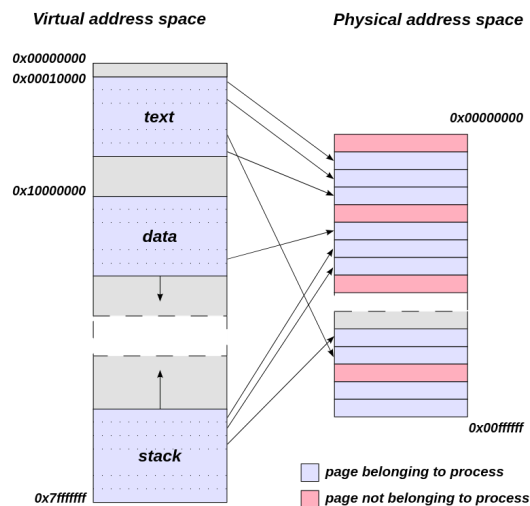 Virtual address space
Physical address space
0x00000000
0x00010000
text
0x10000000
data
stack
0x7fffffff
0x00000000
0x00ffffff
page belonging to process
page not belonging to process